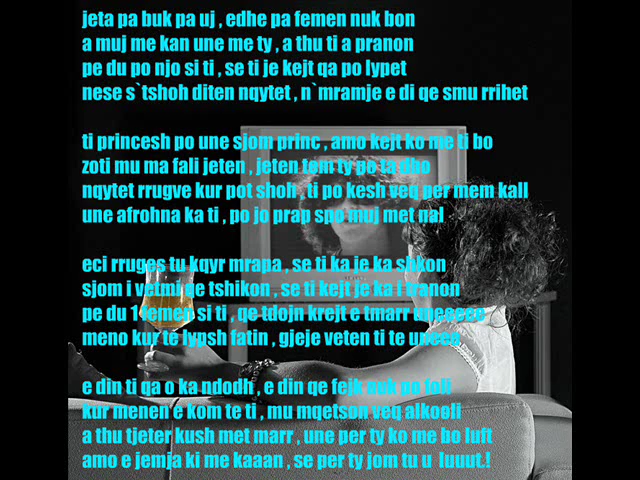 jeta pa buk pa uj , edhe pa femen nuk bon
a muj me kan une me ty , a thu ti a pranon
pe du po njo si ti , se ti je kejt qa po lypet
nese s`tshoh diten nqytet , n`mramje e di qe smu rrihet
ti princesh po une sjom princ , amo kejt ko me ti bo
zoti mu ma fali jeten , jeten tom ty po ta dho
nqytet rrugve kur pot shoh , ti po kesh veq per mem kall
une afrohna ka ti , po jo prap spo muj met nal
eci rruges tu kqyr mrapa , se ti ka je ka shkon
sjom i vetmi qe tshikon , se ti kejt je ka i tranon
pe du 1 femen si ti , qe tdojn krejt e tmarr uneeeee
meno kur te lypsh fatin , gjeje veten ti te uneea
e din ti qa o ka ndodh , e din qe fejk nuk po foli
kur menen e kom te ti , mu mqetson veq alkooli
a thu tjeter kush met marr , une per ty ko me bo luft
amo e jemja ki me kaaan , se per ty jom tu u luuut.!